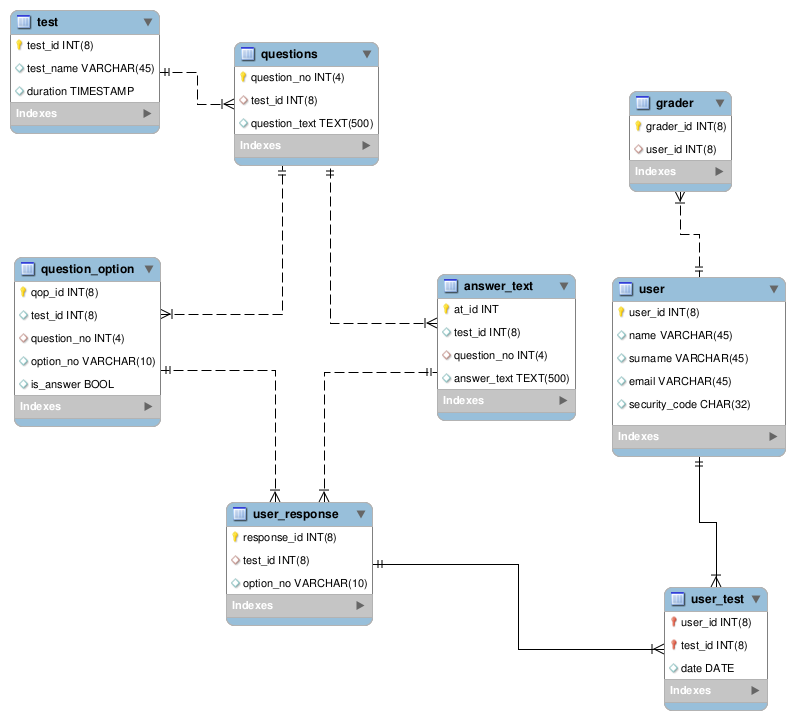 test
test_id INT(8)
test_name VARCHAR(45)
duration TIMESTAMP
Indexes
questions
question_no INT(4)
test_id INT(8)
question_text TEXT(500)
Indexes
grader
grader_id INT(8)
user_id INT(8)
Indexes
question_option
qop_id INT(8)
test_id INT(8)
question_no INT(4)
option_no VARCHAR(10)
is_answer BOOL
Indexes
answer_text
at_id INT
test_id INT(8)
question_no INT(4)
answer_text TEXT(500)
Indexes
user
user_id INT(8)
name VARCHAR(45)
surname VARCHAR(45)
email VARCHAR(45)
security_code CHAR(32)
Indexes
user_response
response_id INT(8)
test_id INT(8)
option_no VARCHAR(10)
Indexes
user_test
user_id INT(8)
test_id INT(8)
date DATE
Indexes